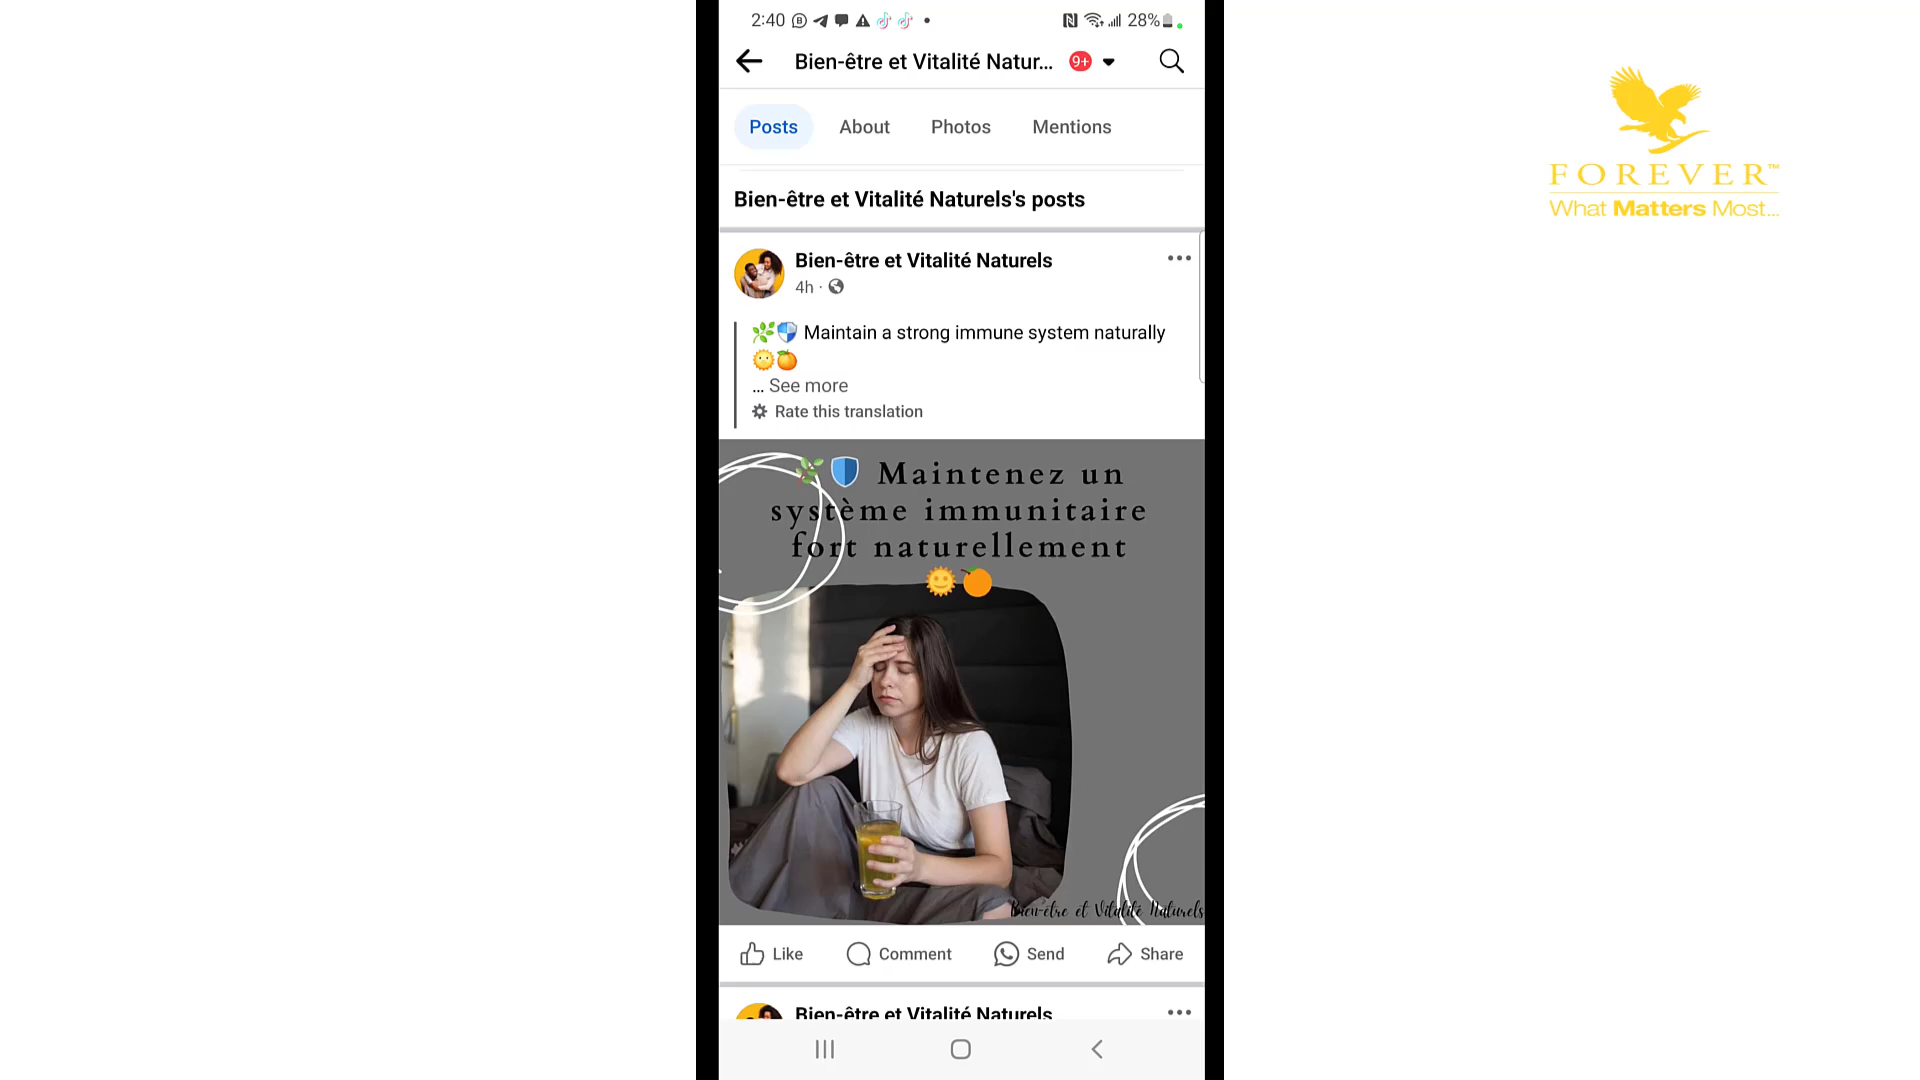 2:40
28%
Bien-être et Vitalité Natur...
9+
Posts
About
Photos
Mentions
Bien-être et Vitalité Naturels's posts
Bien-être et Vitalité Naturels
4h ·
🌿🛡️ Maintain a strong immune system naturally
🌞🍊
... See more
Rate this translation
🌿🛡️ Maintenez un
système immunitaire
fort naturellement
🌞🍊
Bien-être et Vitalité Naturels
Like
Comment
Send
Share
Bien-être et Vitalité Naturels
FOREVER™
What Matters Most...